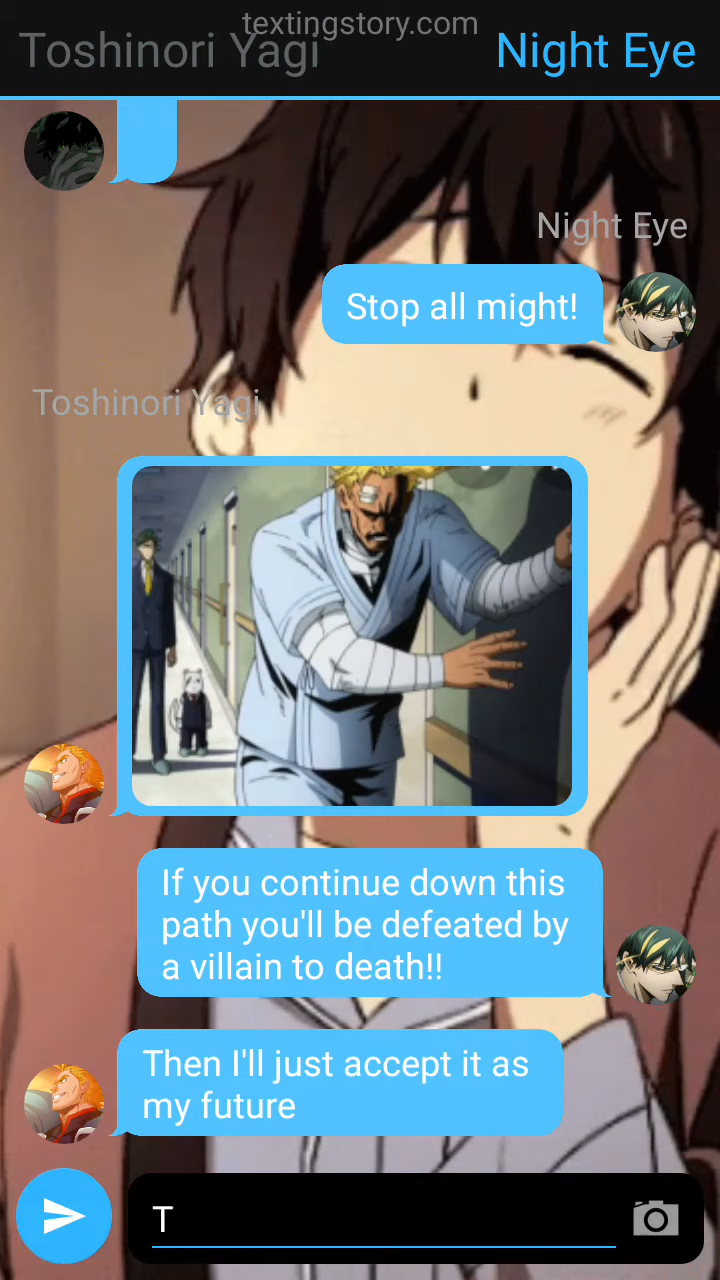 textingstory.com
Toshinori Yagi
Night Eye
Night Eye
Stop all might!
Toshinori Yagi
If you continue down this
path you'll be defeated by
a villain to death!!
Then I'll just accept it as
my future
T